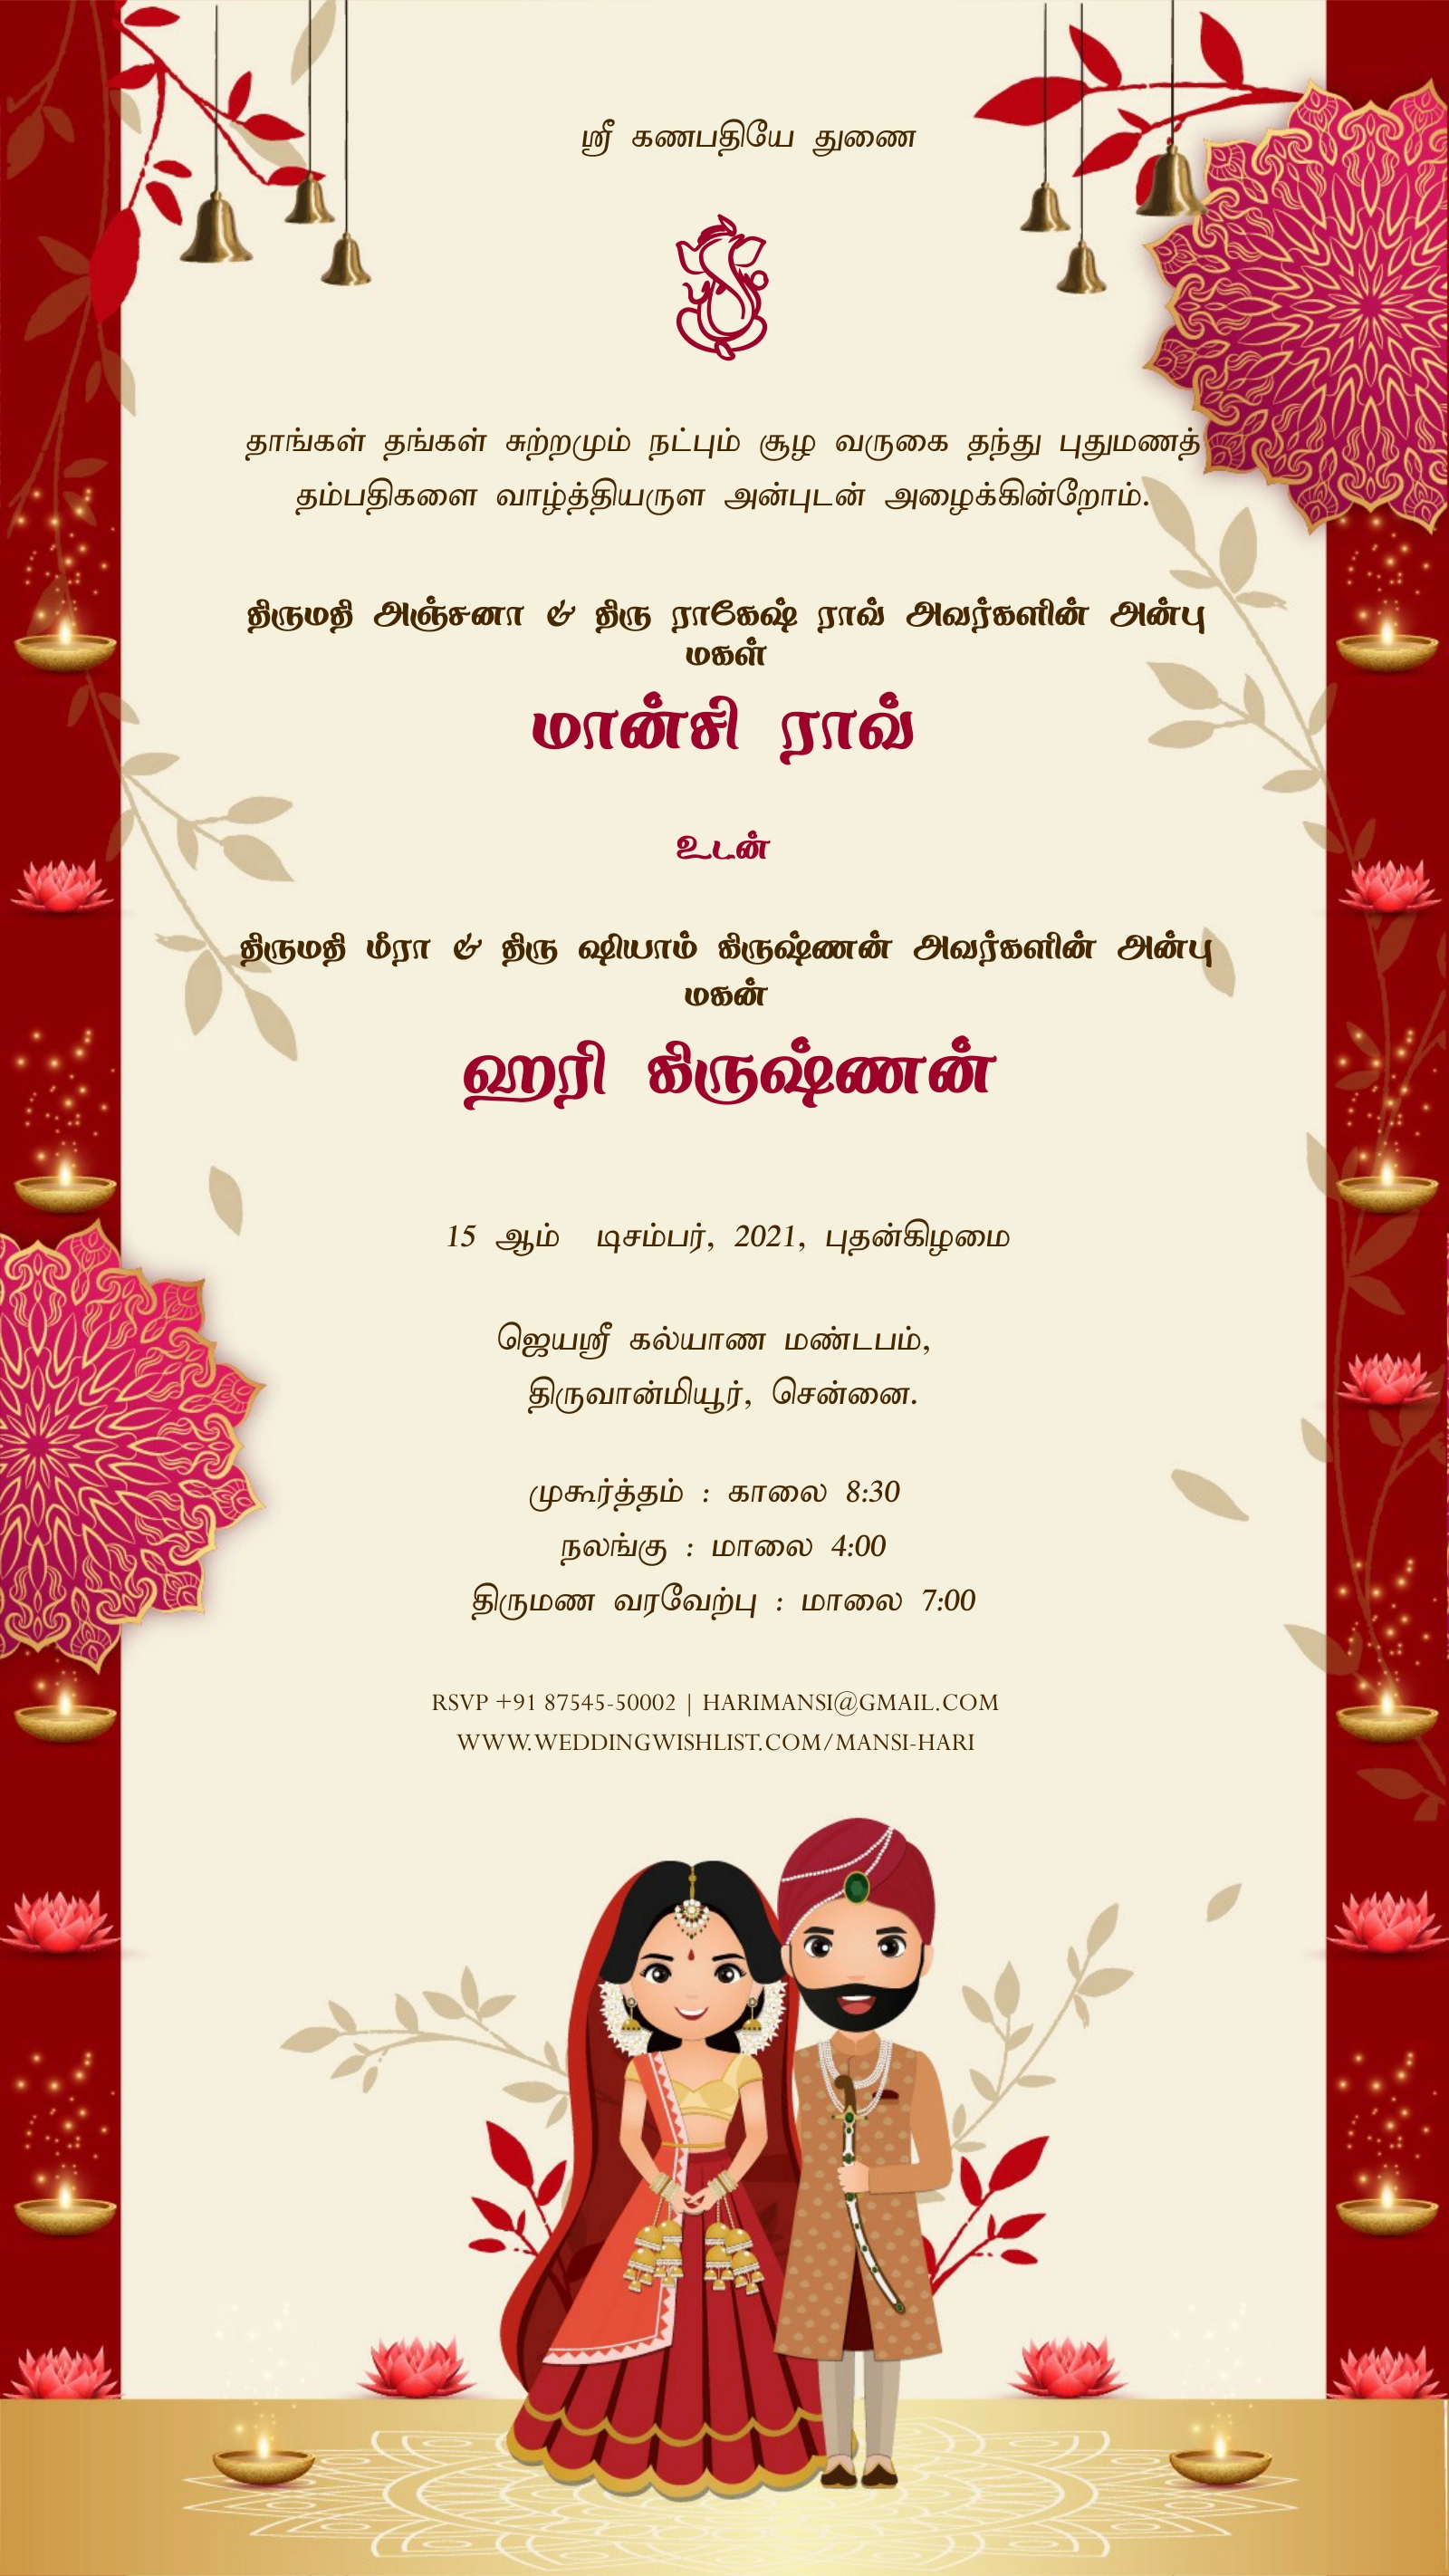 ஸ்ரீ கணபதியே துணை
தாங்கள் தங்கள் சுற்றமும் நட்பும் சூழ வருகை தந்து புதுமணத்
தம்பதிகளை வாழ்த்தியருள அன்புடன் அழைக்கின்றோம்.
திருமதி அஞ்சனா & திரு ராகேஷ் ராவ் அவர்களின் அன்பு
மகள்
மான்சி ராவ்
உடன்
திருமதி மீரா & திரு ஷியாம் கிருஷ்ணன் அவர்களின் அன்பு
மகன்
ஹரி கிருஷ்ணன்
15 ஆம் டிசம்பர், 2021, புதன்கிழமை
ஜெயஸ்ரீ கல்யாண மண்டபம்,
திருவான்மியூர், சென்னை.
முகூர்த்தம் : காலை 8:30
நலங்கு : மாலை 4:00
திருமண வரவேற்பு : மாலை 7:00
RSVP +91 87545-50002 | HARIMANSI@GMAIL.COM
WWW.WEDDINGWISHLIST.COM/MANSI-HARI